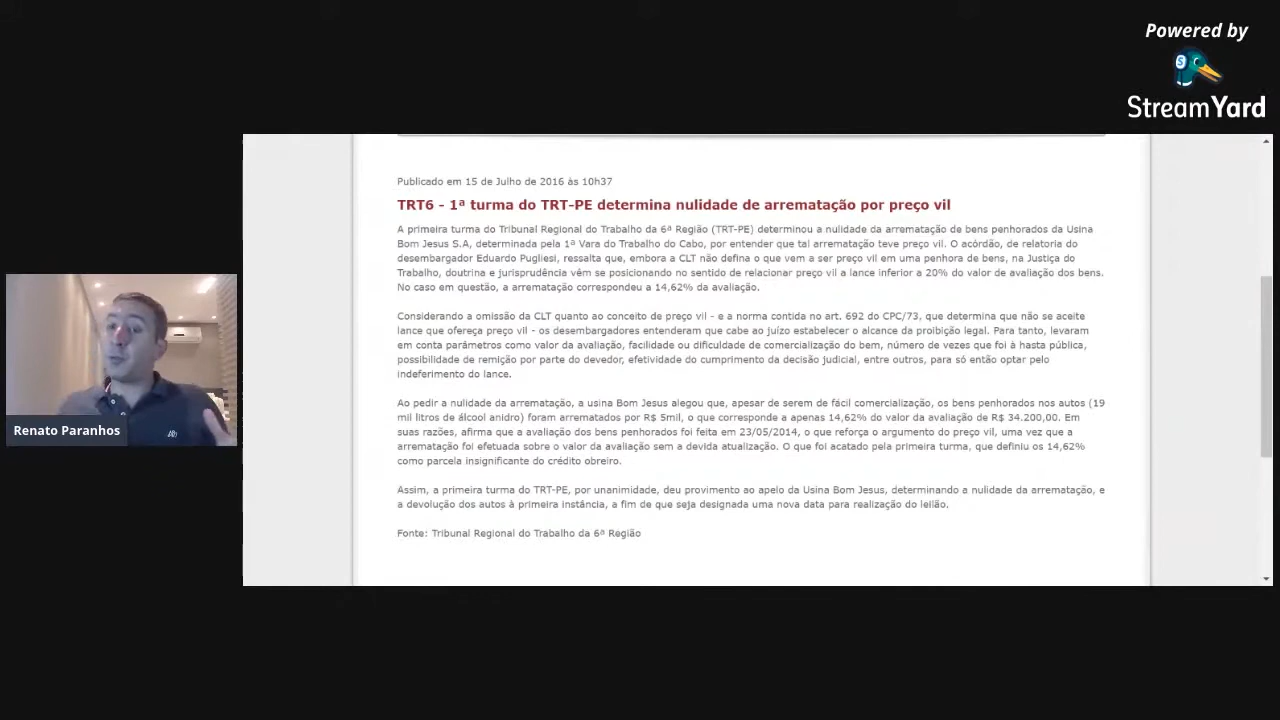 Powered by
StreamYard
Publicado em 15 de Julho de 2016 às 10h37
TRT6 - 1ª turma do TRT-PE determina nulidade de arrematação por preço vil
A primeira turma do Tribunal Regional do Trabalho da 6ª Região (TRT-PE) determinou a nulidade da arrematação de bens penhorados da Usina
Bom Jesus S.A, determinada pela 1ª Vara do Trabalho do Cabo, por entender que tal arrematação teve preço vil. O acórdão, de relatoria do
desembargador Eduardo Pugliesi, ressalta que, embora a CLT não defina o que vem a ser preço vil em uma penhora de bens, na Justiça do
Trabalho, doutrina e jurisprudência vêm se posicionando no sentido de relacionar preço vil a lance inferior a 20% do valor de avaliação dos bens.
No caso em questão, a arrematação correspondeu a 14,62% da avaliação.
Considerando a omissão da CLT quanto ao conceito de preço vil - e a norma contida no art. 692 do CPC/73, que determina que não se aceite
lance que ofereça preço vil - os desembargadores entenderam que cabe ao juízo estabelecer o alcance da proibição legal. Para tanto, levaram
em conta parâmetros como valor da avaliação, facilidade ou dificuldade de comercialização do bem, número de vezes que foi à hasta pública,
possibilidade de remição por parte do devedor, efetividade do cumprimento da decisão judicial, entre outros, para só então optar pelo
indeferimento do lance.
Ao pedir a nulidade da arrematação, a usina Bom Jesus alegou que, apesar de serem de fácil comercialização, os bens penhorados nos autos (19
mil litros de álcool anidro) foram arrematados por R$ 5mil, o que corresponde a apenas 14,62% do valor da avaliação de R$ 34.200,00. Em
suas razões, afirma que a avaliação dos bens penhorados foi feita em 23/05/2014, o que reforça o argumento do preço vil, uma vez que a
arrematação foi efetuada sobre o valor da avaliação sem a devida atualização. O que foi acatado pela primeira turma, que definiu os 14,62%
como parcela insignificante do crédito obreiro.
Assim, a primeira turma do TRT-PE, por unanimidade, deu provimento ao apelo da Usina Bom Jesus, determinando a nulidade da arrematação, e
a devolução dos autos à primeira instância, a fim de que seja designada uma nova data para realização do leilão.
Fonte: Tribunal Regional do Trabalho da 6ª Região
Renato Paranhos